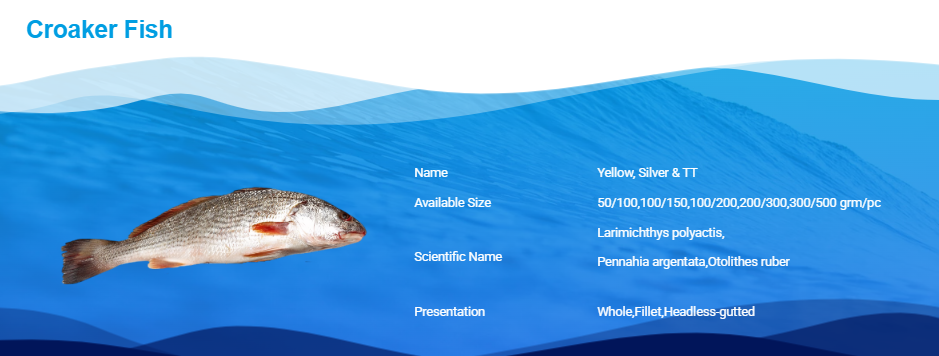 Croaker Fish
Name Yellow, Silver & TT
Available Size 50/100,100/150,100/200,200/300,300/500 grm/pc
Larimichthys polyactis,
Scientific Name
Pennahia argentata,Otolithes ruber
Presentation Whole,Fillet,Headless-gutted